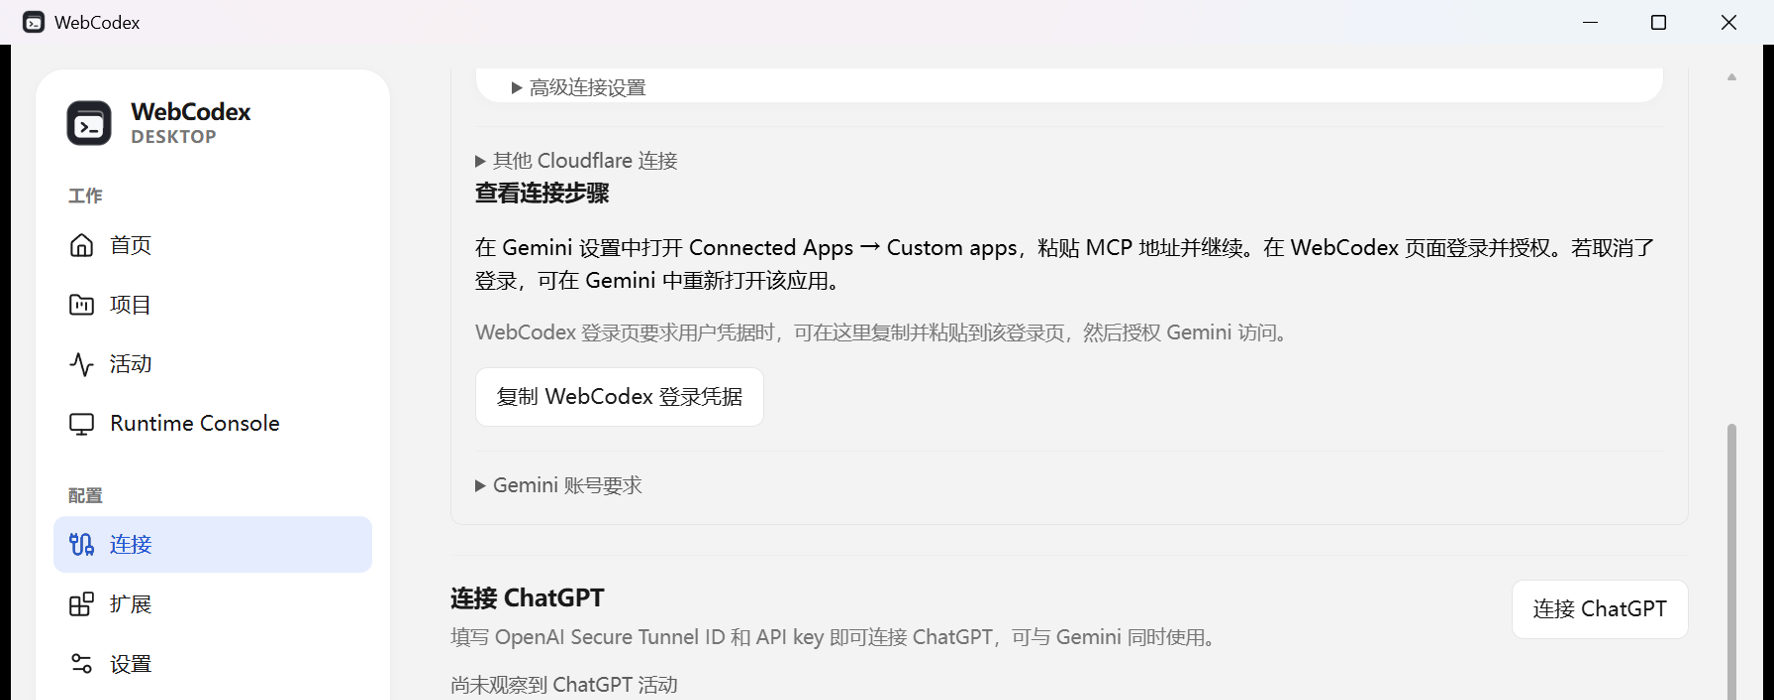 WebCodex
WebCodex
DESKTOP
工作
首页
项目
活动
Runtime Console
配置
连接
扩展
设置
▶ 高级连接设置
▶ 其他 Cloudflare 连接
查看连接步骤
在 Gemini 设置中打开 Connected Apps → Custom apps，粘贴 MCP 地址并继续。在 WebCodex 页面登录并授权。若取消了
登录，可在 Gemini 中重新打开该应用。
WebCodex 登录页要求用户凭据时，可在这里复制并粘贴到该登录页，然后授权 Gemini 访问。
复制 WebCodex 登录凭据
▶ Gemini 账号要求
连接 ChatGPT
连接 ChatGPT
填写 OpenAI Secure Tunnel ID 和 API key 即可连接 ChatGPT，可与 Gemini 同时使用。
尚未观察到 ChatGPT 活动